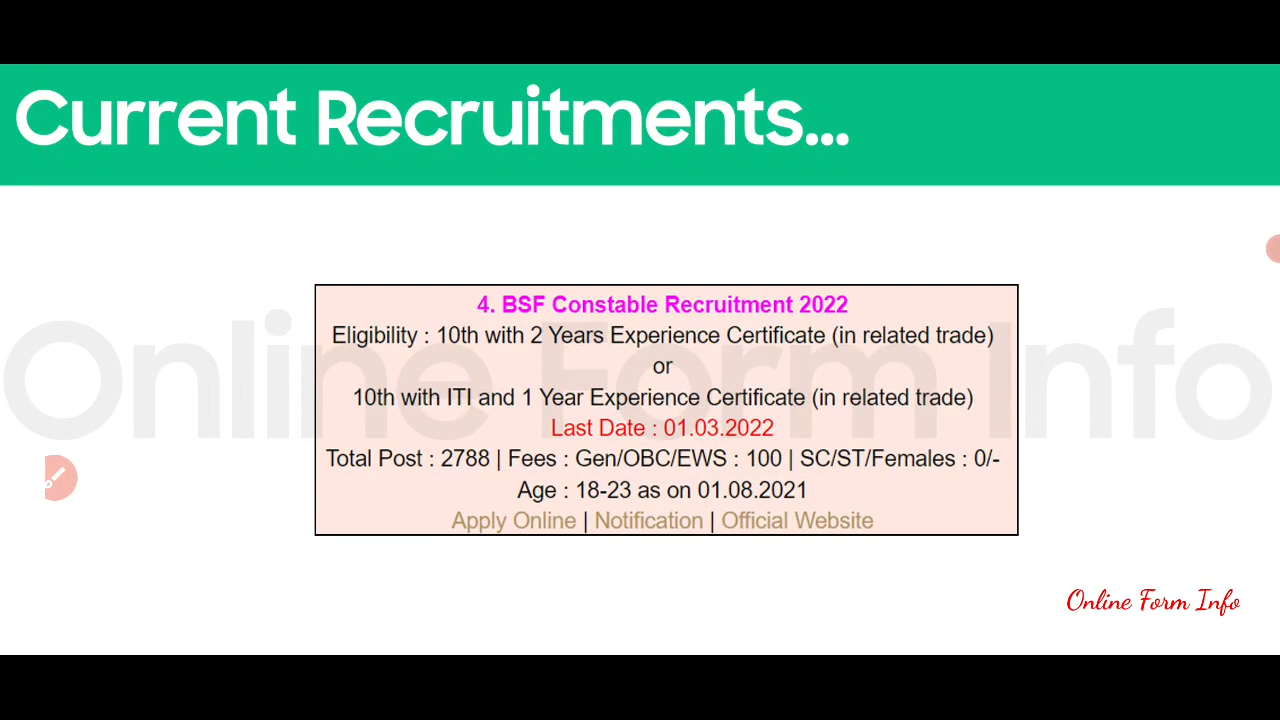 Current Recruitments...
Online Form Info
4. BSF Constable Recruitment 2022
Eligibility : 10th with 2 Years Experience Certificate (in related trade)
or
10th with ITI and 1 Year Experience Certificate (in related trade)
Last Date : 01.03.2022
Total Post : 2788 | Fees : Gen/OBC/EWS : 100 | SC/ST/Females : 0/-
Age : 18-23 as on 01.08.2021
Apply Online | Notification | Official Website
Online Form Info